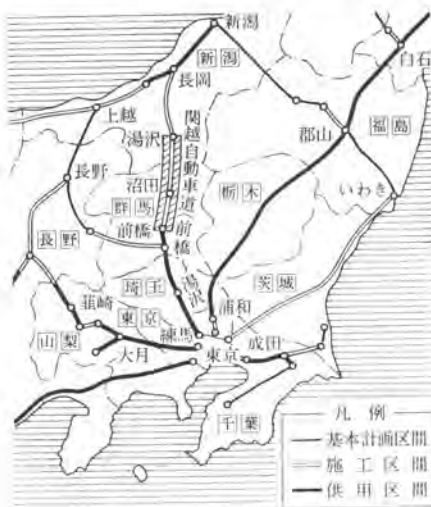 新潟
新潟
長岡
白石
上越
湯沢
関越自動車道
郡山
福島
長野
沼田
栃木
いわき
群馬
前橋
前橋
長野
茨城
埼玉
湯沢
韮崎
浦和
東京
練馬
成田
山梨
大月
東京
千葉
凡例
基本計画区間
施工区間
供用区間